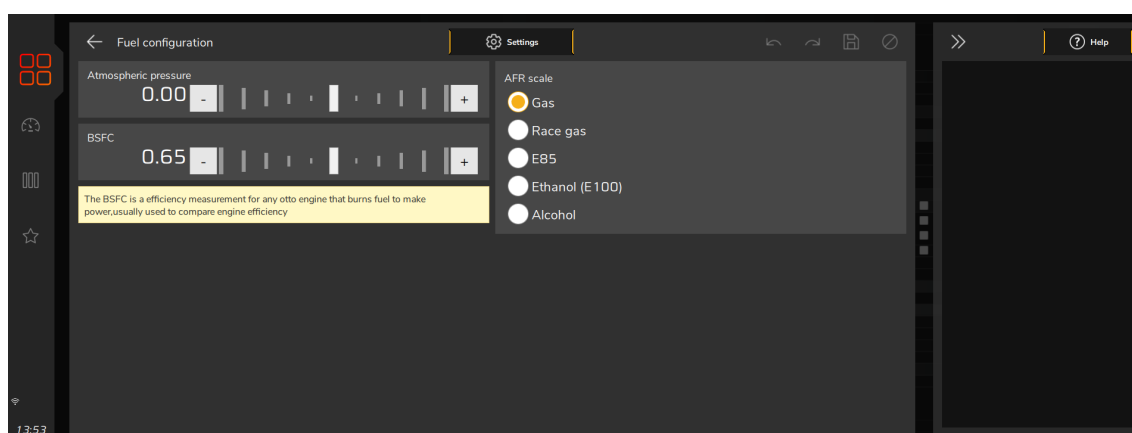 Fuel configuration
Settings
Help
Atmospheric pressure
0.00 - +
BSFC
0.65 - +
The BSFC is a efficiency measurement for any otto engine that burns fuel to make
power,usually used to compare engine efficiency
AFR scale
Gas
Race gas
E85
Ethanol (E100)
Alcohol
13:53